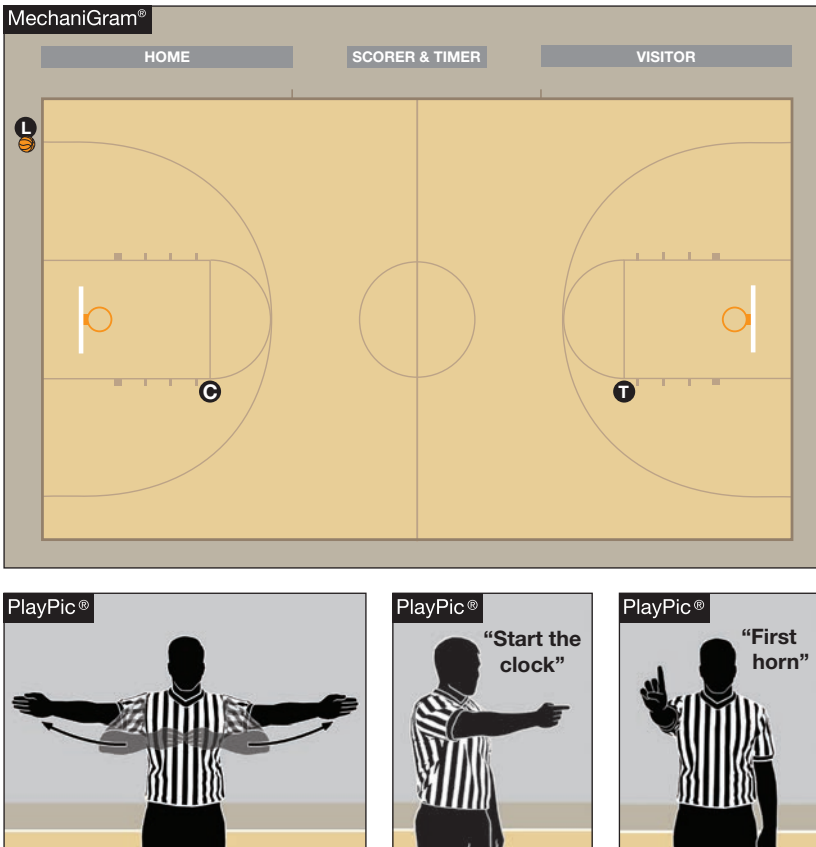 MechaniGram®
HOME
SCORER & TIMER
VISITOR
L
C
T
PlayPic®
PlayPic®
“Start the
clock”
PlayPic®
“First
horn”